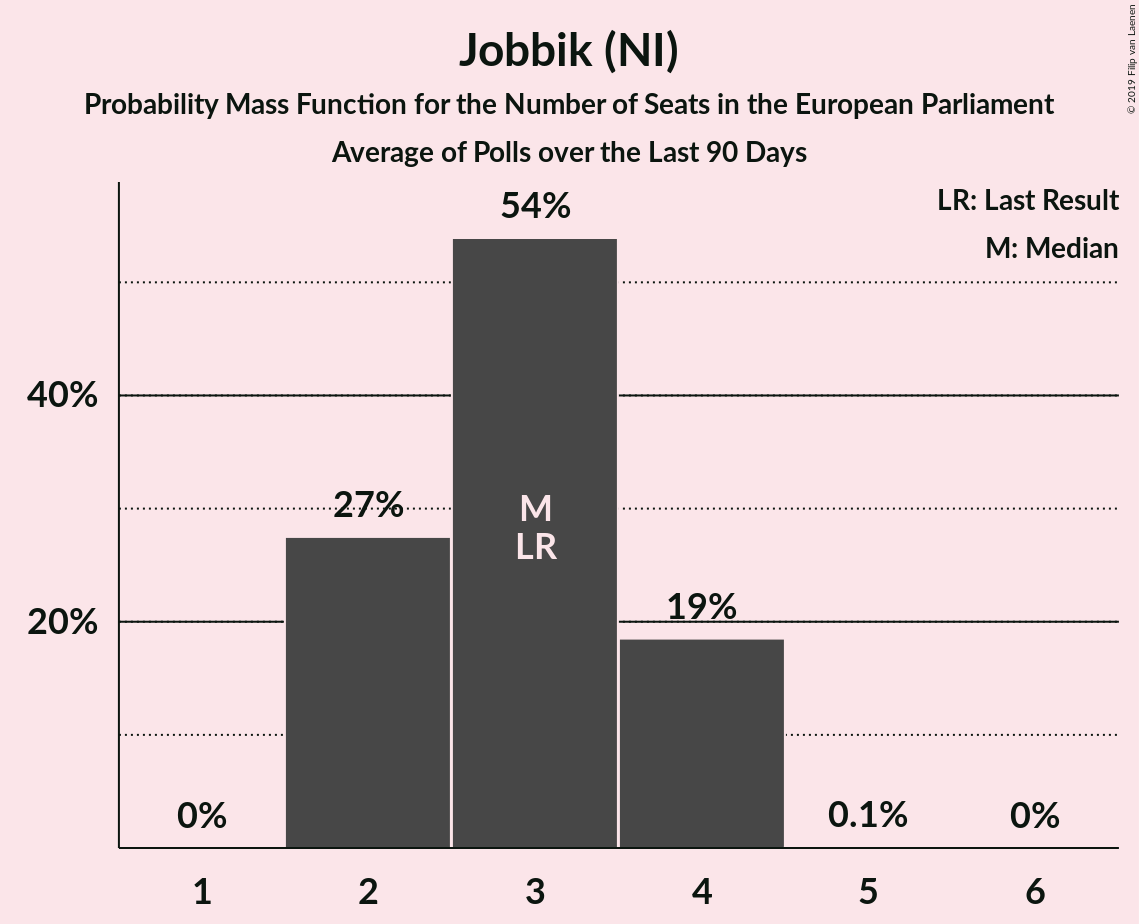 Jobbik (NI)
Probability Mass Function for the Number of Seats in the European Parliament
Average of Polls over the Last 90 Days
© 2019 Filip van Laenen
LR: Last Result
M: Median
54%
40%
27%
M
LR
19%
20%
0%
0.1%
0%
1 2 3 4 5 6